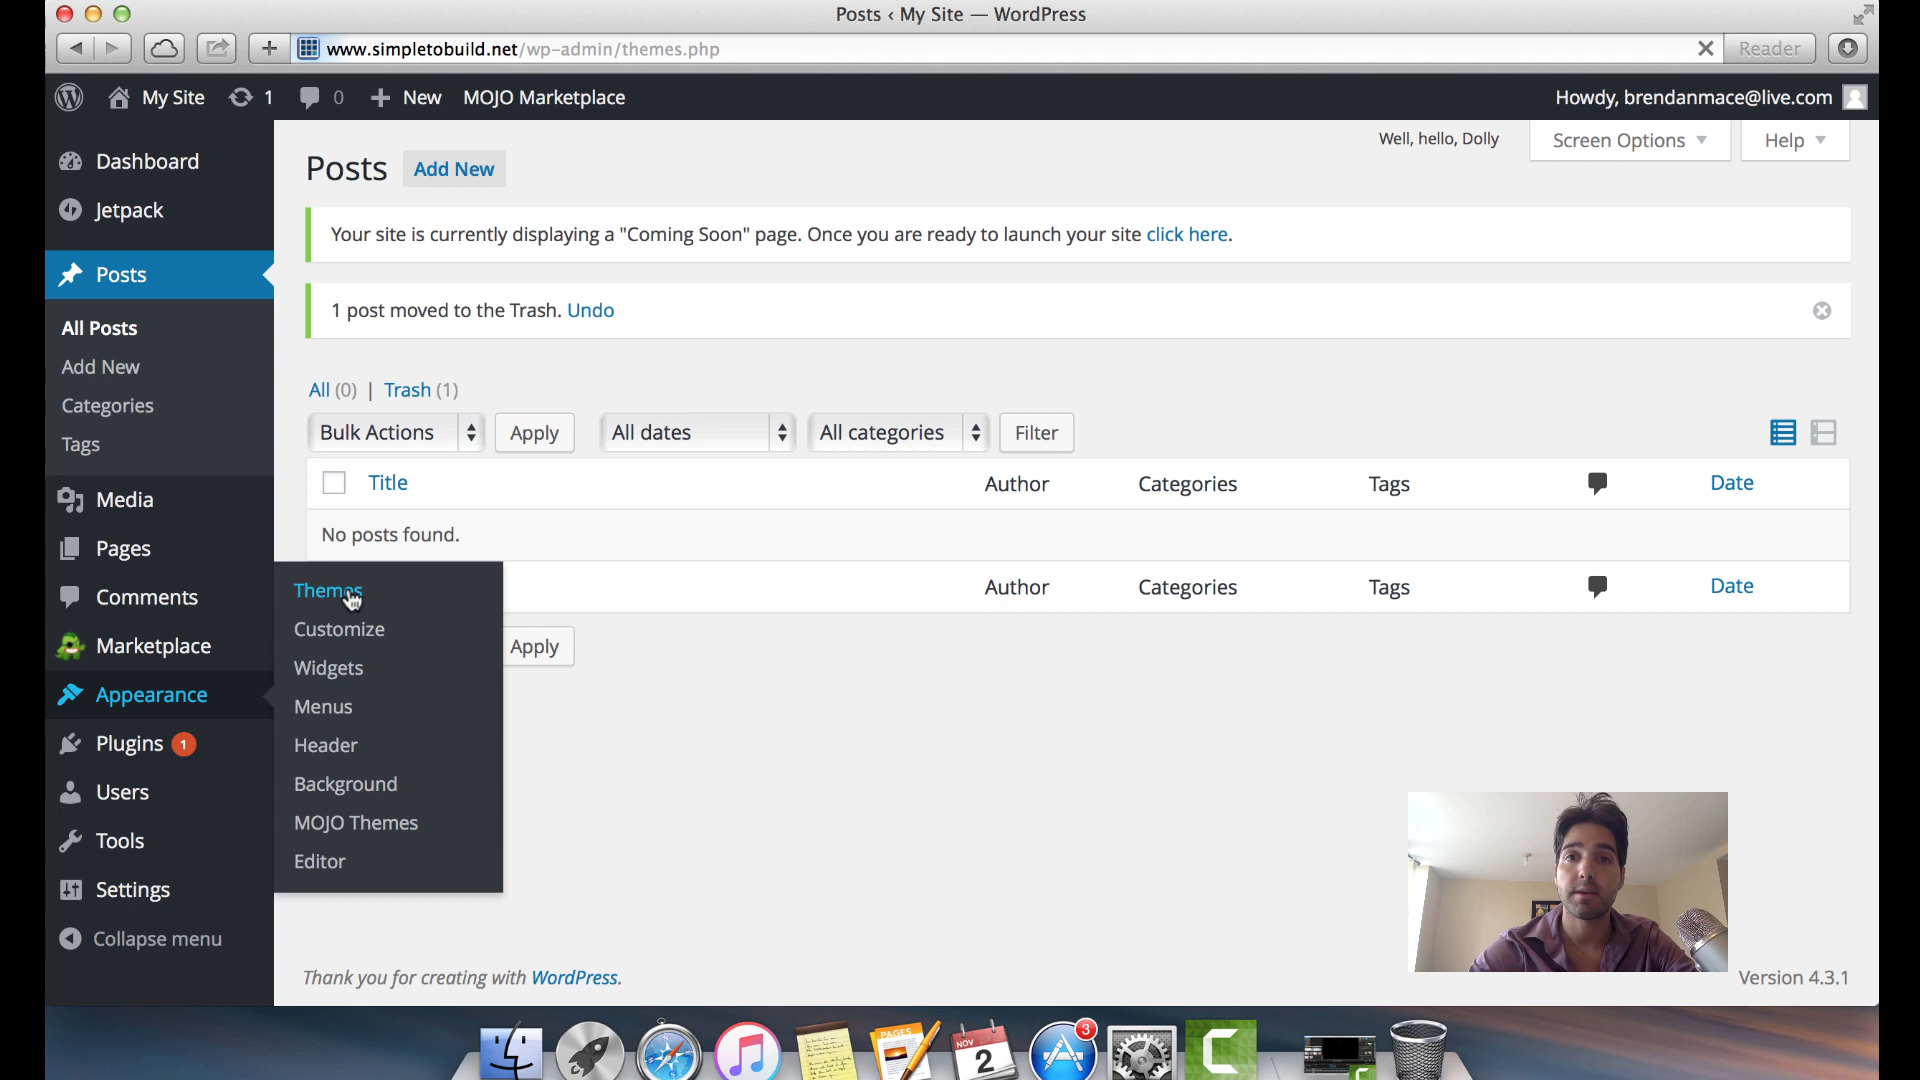 Posts ‹ My Site — WordPress
www.simpletobuild.net/wp-admin/themes.php
Reader
My Site 1 0 New MOJO Marketplace
Howdy, brendanmace@live.com
Dashboard
Jetpack
Posts
All Posts
Add New
Categories
Tags
Media
Pages
Comments
Marketplace
Appearance
Plugins 1
Users
Tools
Settings
Collapse menu
Themes
Customize
Widgets
Menus
Header
Background
MOJO Themes
Editor
Well, hello, Dolly
Screen Options
Help
Posts Add New
Your site is currently displaying a "Coming Soon" page. Once you are ready to launch your site click here.
1 post moved to the Trash. Undo
All (0) | Trash (1)
Bulk Actions Apply All dates All categories Filter
Title Author Categories Tags Date
No posts found.
Author Categories Tags Date
Apply
Thank you for creating with WordPress.
Version 4.3.1
PAGES
NOV
2
3